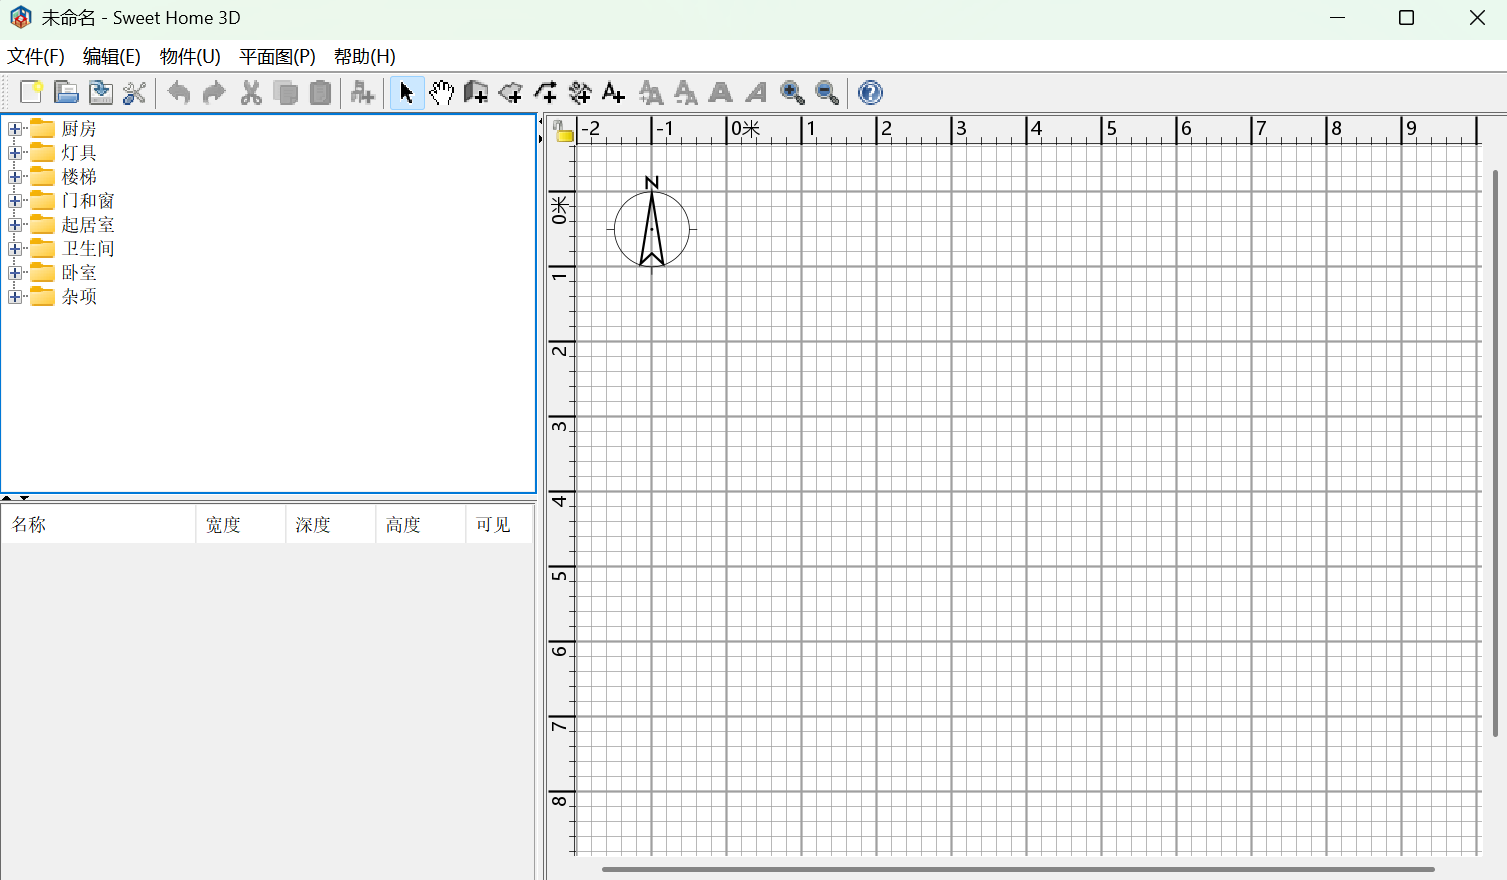 未命名 - Sweet Home 3D
文件(F) 编辑(E) 物件(U) 平面图(P) 帮助(H)
厨房
灯具
楼梯
门和窗
起居室
卫生间
卧室
杂项
名称 宽度 深度 高度 可见
-2 -1 0米 1 2 3 4 5 6 7 8 9
N
0米
1
2
3
4
5
6
7
8